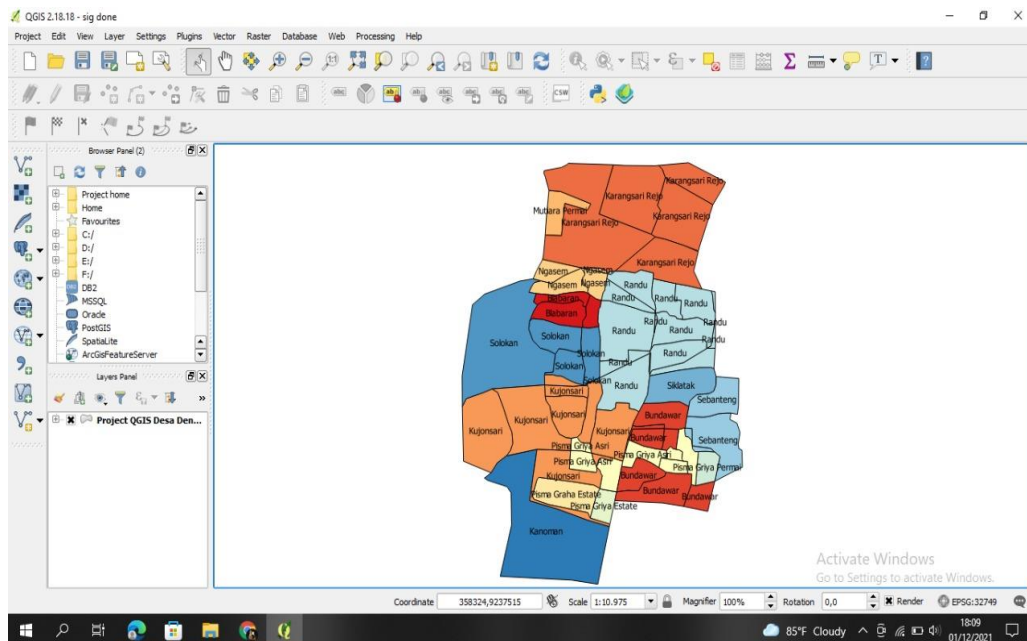 QGIS 2.18.18 - sig done
Project Edit View Layer Settings Plugins Vector Raster Database Web Processing Help
Browser Panel (2)
Project home
Home
Favourites
C:/
D:/
E:/
F:/
DB2
MSSQL
Oracle
PostGIS
SpatiaLite
ArcGisFeatureServer
Layers Panel
Project QGIS Desa Den...
Karangsari Rejo
Karangsari Rejo
Mutiara Permai
Karangsari Rejo
Karangsari Rejo
Karangsari Rejo
Ngasem
Ngasem
Ngasem
Ngasem
Randu
Blabaran
Randu
Randu
Randu
Blabaran
Randu
Randu
Solokan
Solokan
Randu
Randu
Randu
Solokan
Randu
Solokan
Randu
Solokan
Randu
Siklatak
Kujonsari
Sebanteng
Kujonsari
Kujonsari
Bundawar
Kujonsari
Kujonsari
Bundawar
Sebanteng
Pisma Griya Asri
Pisma Griya Asri
Pisma Griya Asri
Pisma Griya Permai
Kujonsari
Bundawar
Pisma Graha Estate
Bundawar
Bundawar
Pisma Griya Estate
Kanoman
Activate Windows
Go to Settings to activate Windows.
Coordinate 358324,9237515 Scale 1:10.975 Magnifier 100% Rotation 0,0 Render EPSG:32749
85°F Cloudy 18:09
01/12/2021